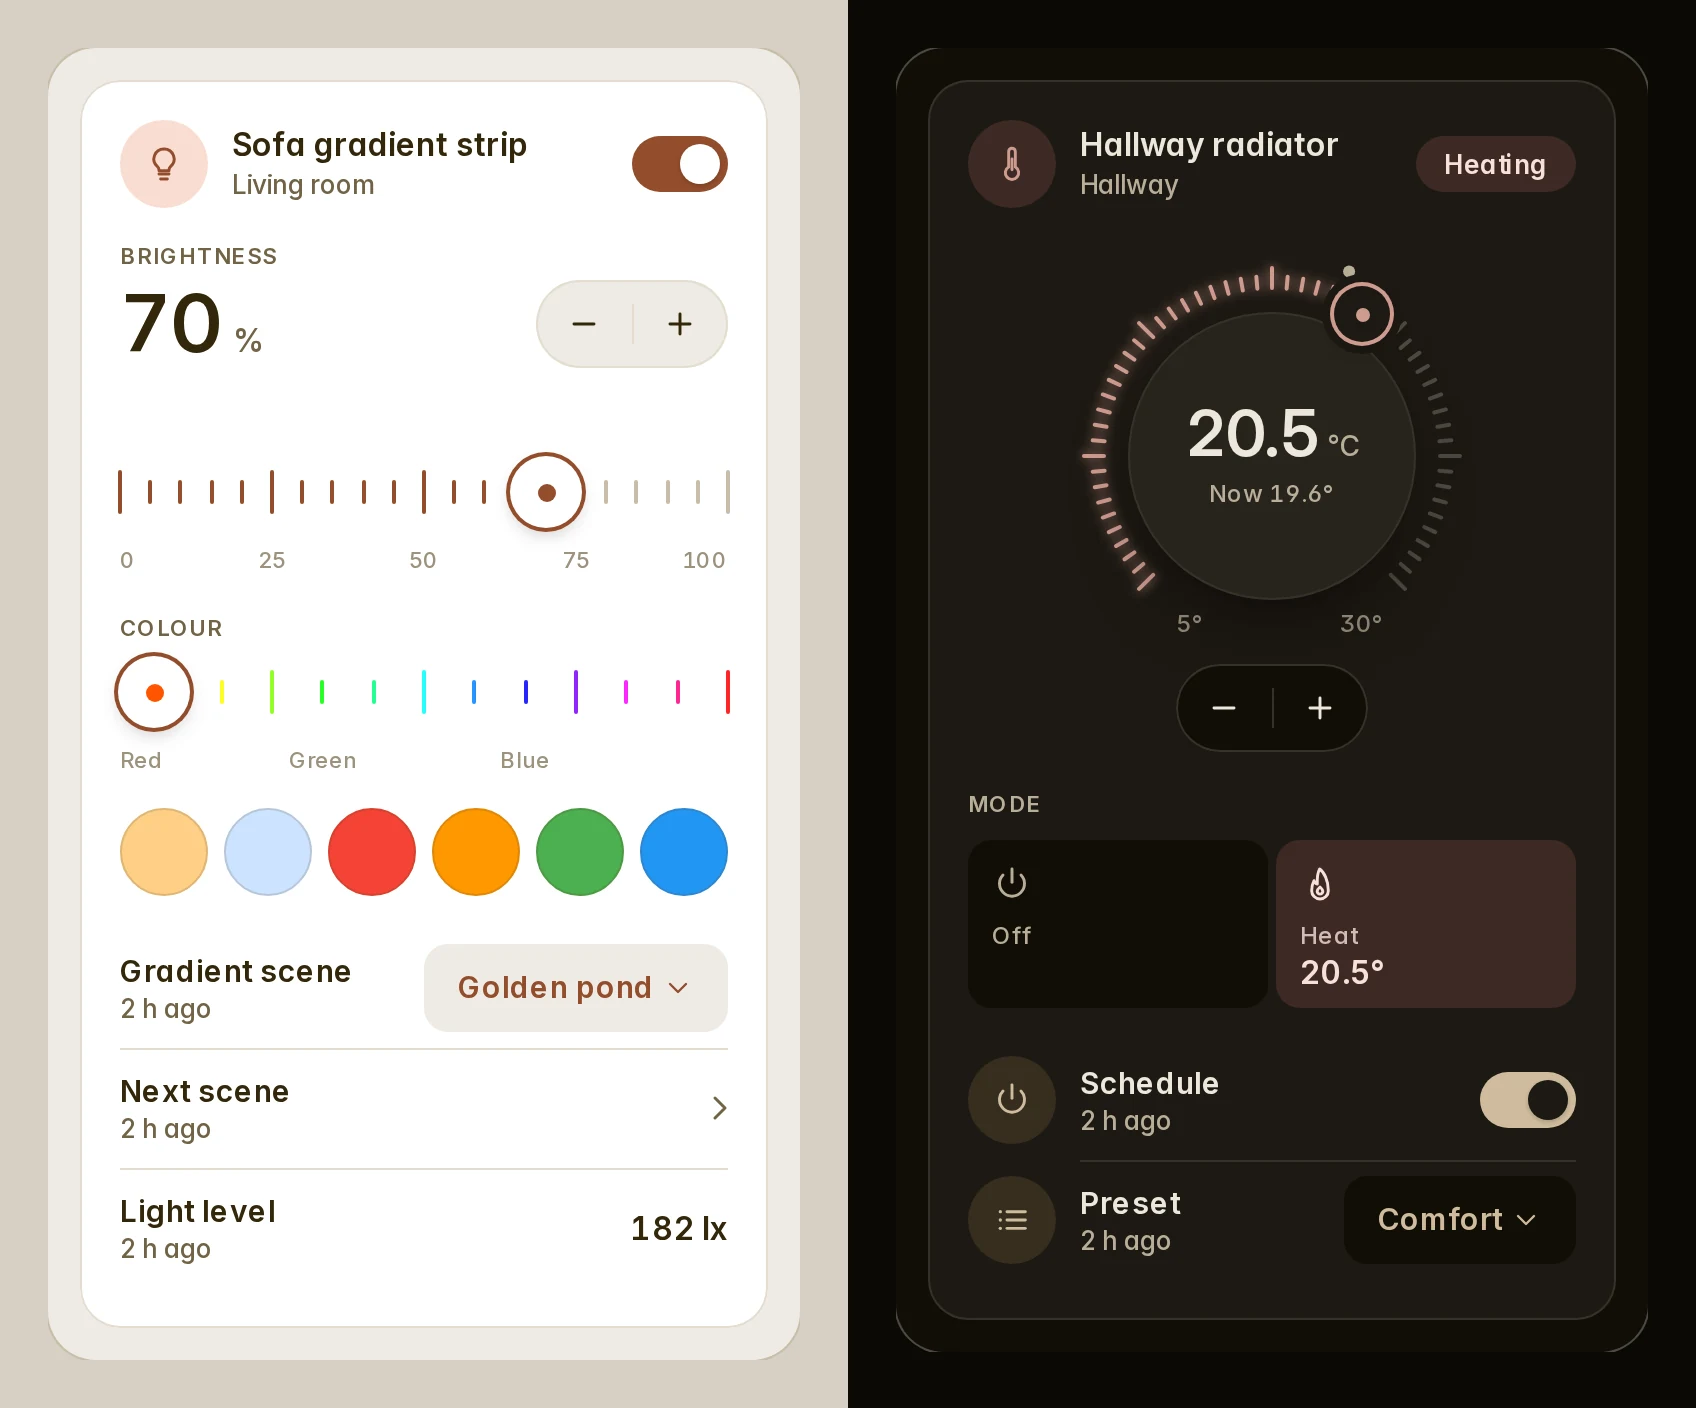 Sofa gradient strip
Living room
BRIGHTNESS
70 %
0 25 50 75 100
COLOUR
Red Green Blue
Gradient scene
2 h ago
Golden pond
Next scene
2 h ago
Light level
2 h ago
182 lx
Hallway radiator
Hallway
Heating
20.5 °C
Now 19.6°
5° 30°
MODE
Off
Heat
20.5°
Schedule
2 h ago
Preset
2 h ago
Comfort